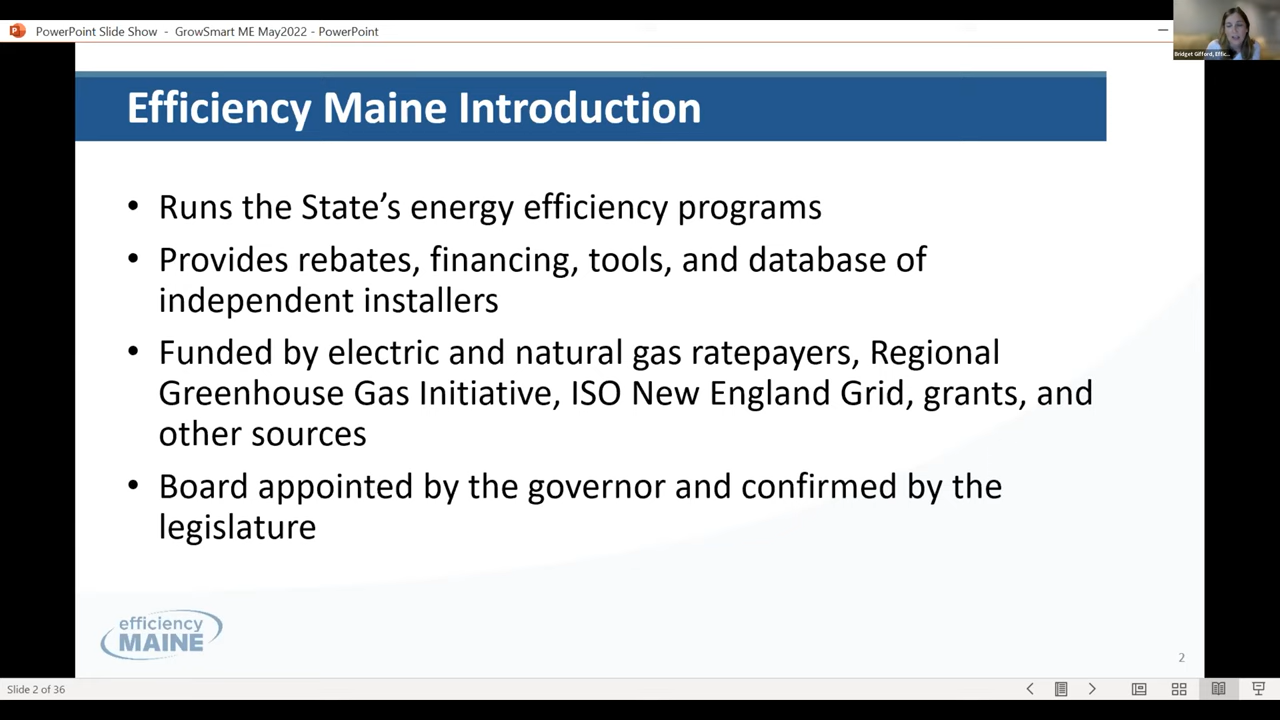 PowerPoint Slide Show - GrowSmart ME May2022 - PowerPoint
Bridget Gifford, Effic...
Efficiency Maine Introduction
• Runs the State's energy efficiency programs
• Provides rebates, financing, tools, and database of
independent installers
• Funded by electric and natural gas ratepayers, Regional
Greenhouse Gas Initiative, ISO New England Grid, grants, and
other sources
• Board appointed by the governor and confirmed by the
legislature
efficiency
MAINE
2
Slide 2 of 36